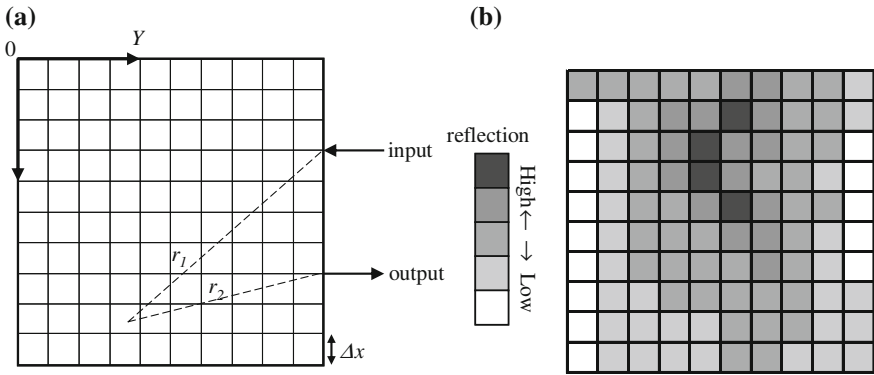 (a)
0
Y
input
r1
output
r2
Δx
(b)
reflection
High← → Low